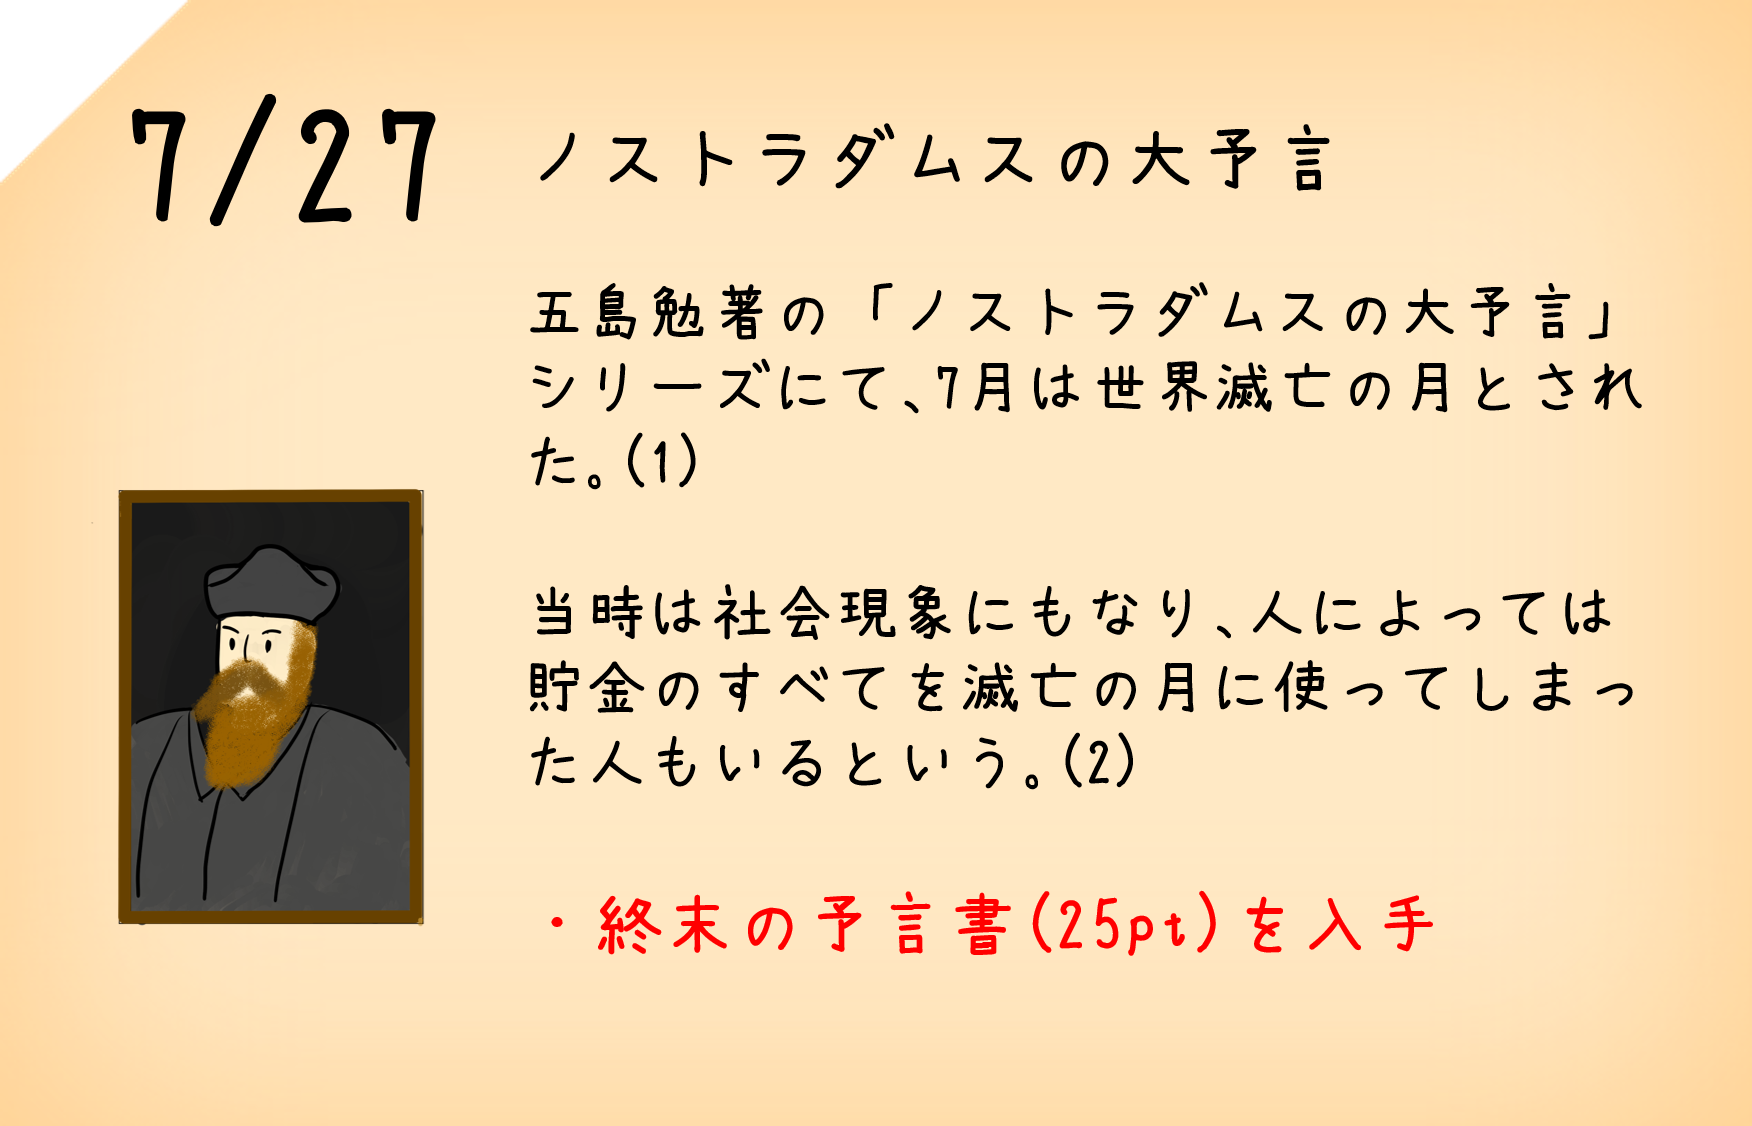 7/27
ノストラダムスの大予言
五島勉著の「ノストラダムスの大予言」
シリーズにて、7月は世界滅亡の月とされ
た。(1)
当時は社会現象にもなり、人によっては
貯金のすべてを滅亡の月に使ってしまっ
た人もいるという。(2)
・終末の予言書(25pt)を入手